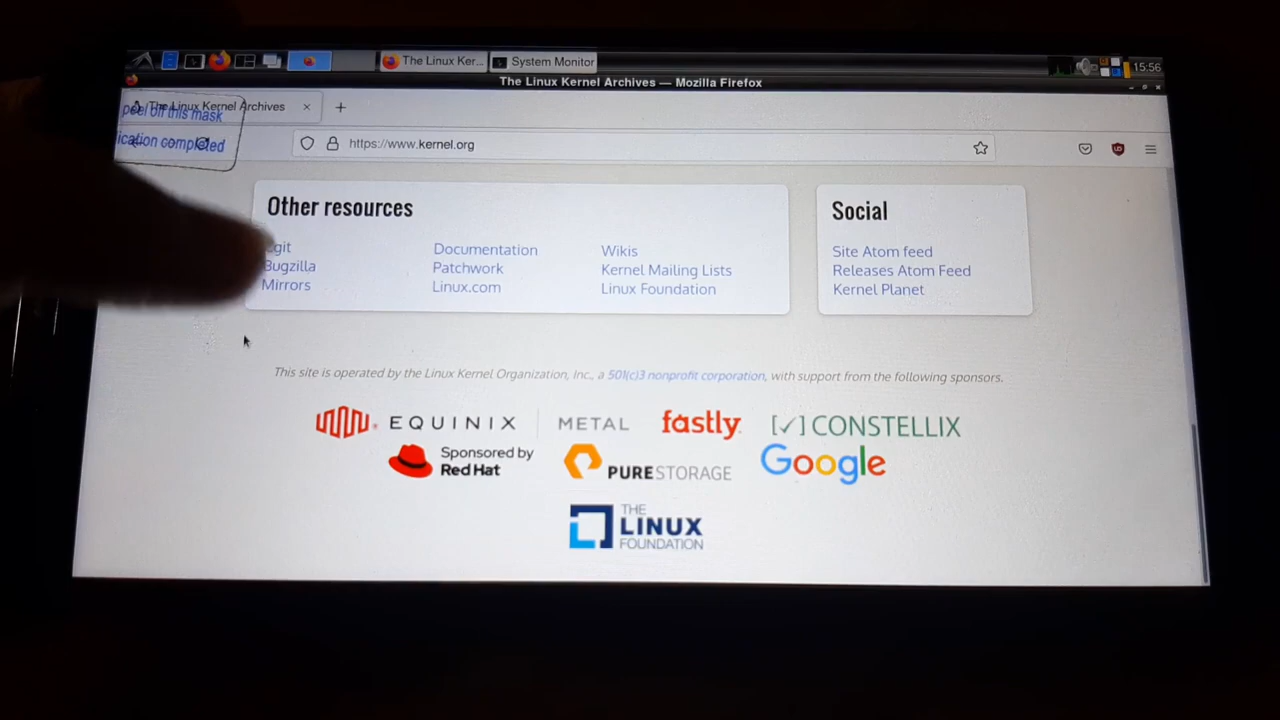 The Linux Ker...
System Monitor
15:56
The Linux Kernel Archives — Mozilla Firefox
The Linux Kernel Archives
peel off this mask
ication completed
https://www.kernel.org
Other resources
git
Documentation
Wikis
Bugzilla
Patchwork
Kernel Mailing Lists
Mirrors
Linux.com
Linux Foundation
Social
Site Atom feed
Releases Atom Feed
Kernel Planet
This site is operated by the Linux Kernel Organization, Inc., a 501(c)3 nonprofit corporation, with support from the following sponsors.
EQUINIX METAL
fastly
CONSTELLIX
Sponsored by
Red Hat
PURESTORAGE
Google
THE
LINUX
FOUNDATION